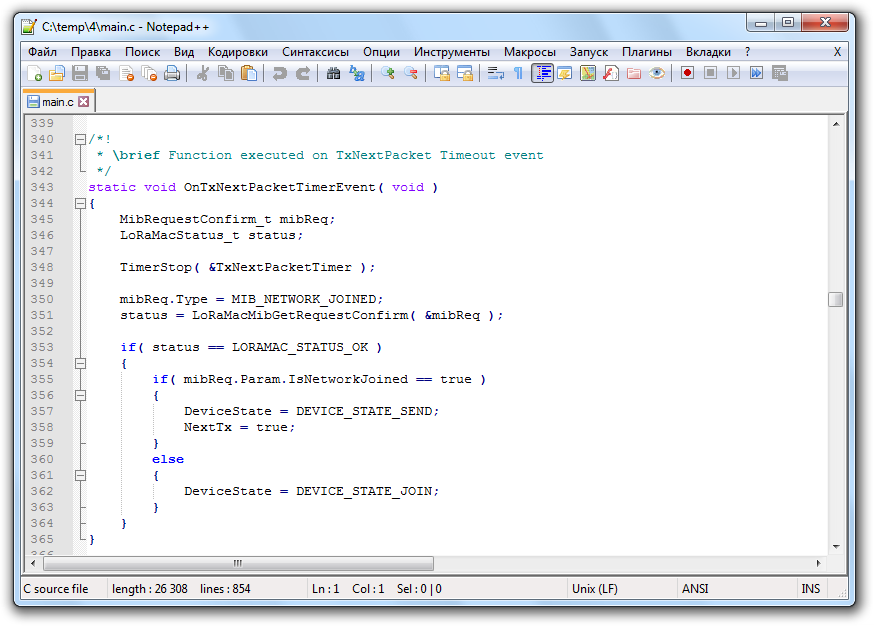 C:\temp\4\main.c - Notepad++
Файл Правка Поиск Вид Кодировки Синтаксисы Опции Инструменты Макросы Запуск Плагины Вкладки ? X
main.c
339
340 /*!
341  * \brief Function executed on TxNextPacket Timeout event
342  */
343 static void OnTxNextPacketTimerEvent( void )
344 {
345     MibRequestConfirm_t mibReq;
346     LoRaMacStatus_t status;
347
348     TimerStop( &TxNextPacketTimer );
349
350     mibReq.Type = MIB_NETWORK_JOINED;
351     status = LoRaMacMibGetRequestConfirm( &mibReq );
352
353     if( status == LORAMAC_STATUS_OK )
354     {
355         if( mibReq.Param.IsNetworkJoined == true )
356         {
357             DeviceState = DEVICE_STATE_SEND;
358             NextTx = true;
359         }
360         else
361         {
362             DeviceState = DEVICE_STATE_JOIN;
363         }
364     }
365 }
C source file length : 26 308 lines : 854 Ln : 1 Col : 1 Sel : 0 | 0 Unix (LF) ANSI INS